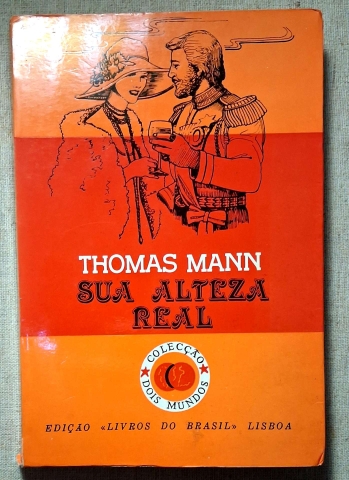 THOMAS MANN
SUA ALTEZA
REAL
COLECÇÃO
DOIS MUNDOS
EDIÇÃO «LIVROS DO BRASIL» LISBOA